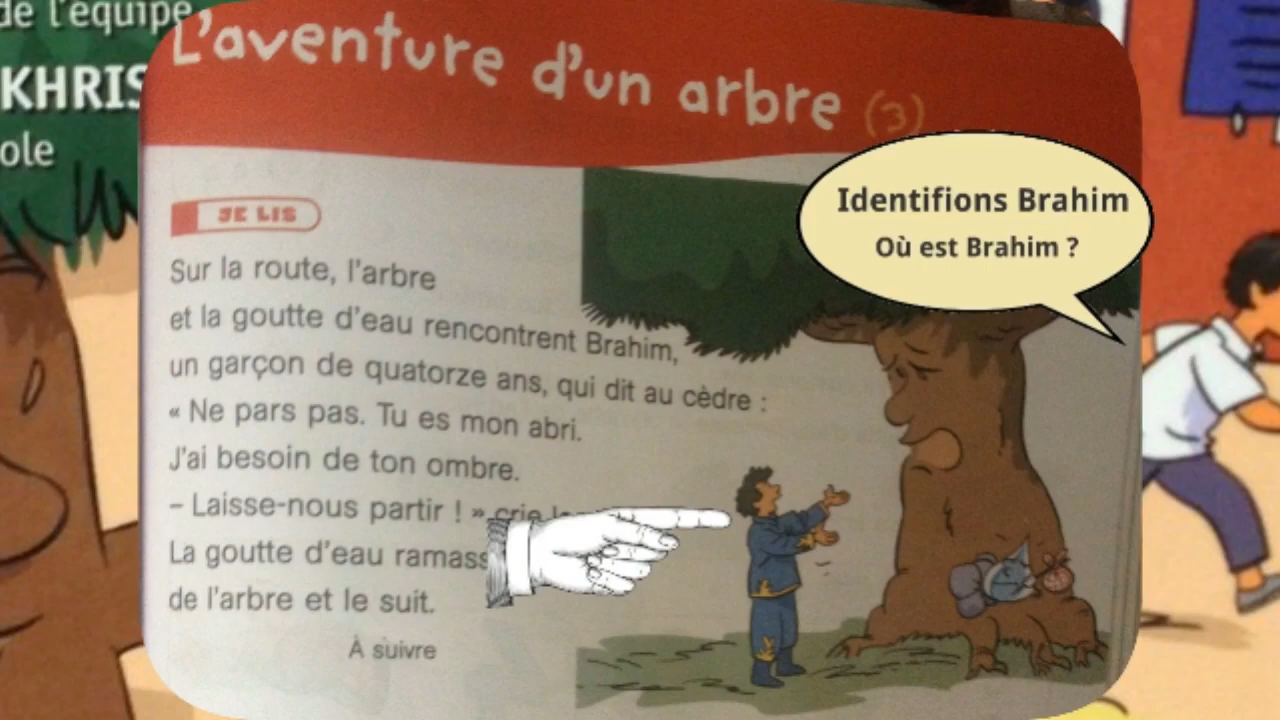 de l'équipe
KHRIS
ole
L'aventure d'un arbre (3)
JE LIS
Identifions Brahim
Où est Brahim ?
Sur la route, l'arbre
et la goutte d'eau rencontrent Brahim,
un garçon de quatorze ans, qui dit au cèdre :
« Ne pars pas. Tu es mon abri.
J'ai besoin de ton ombre.
– Laisse-nous partir ! » crie
La goutte d'eau ramass
de l'arbre et le suit.
À suivre